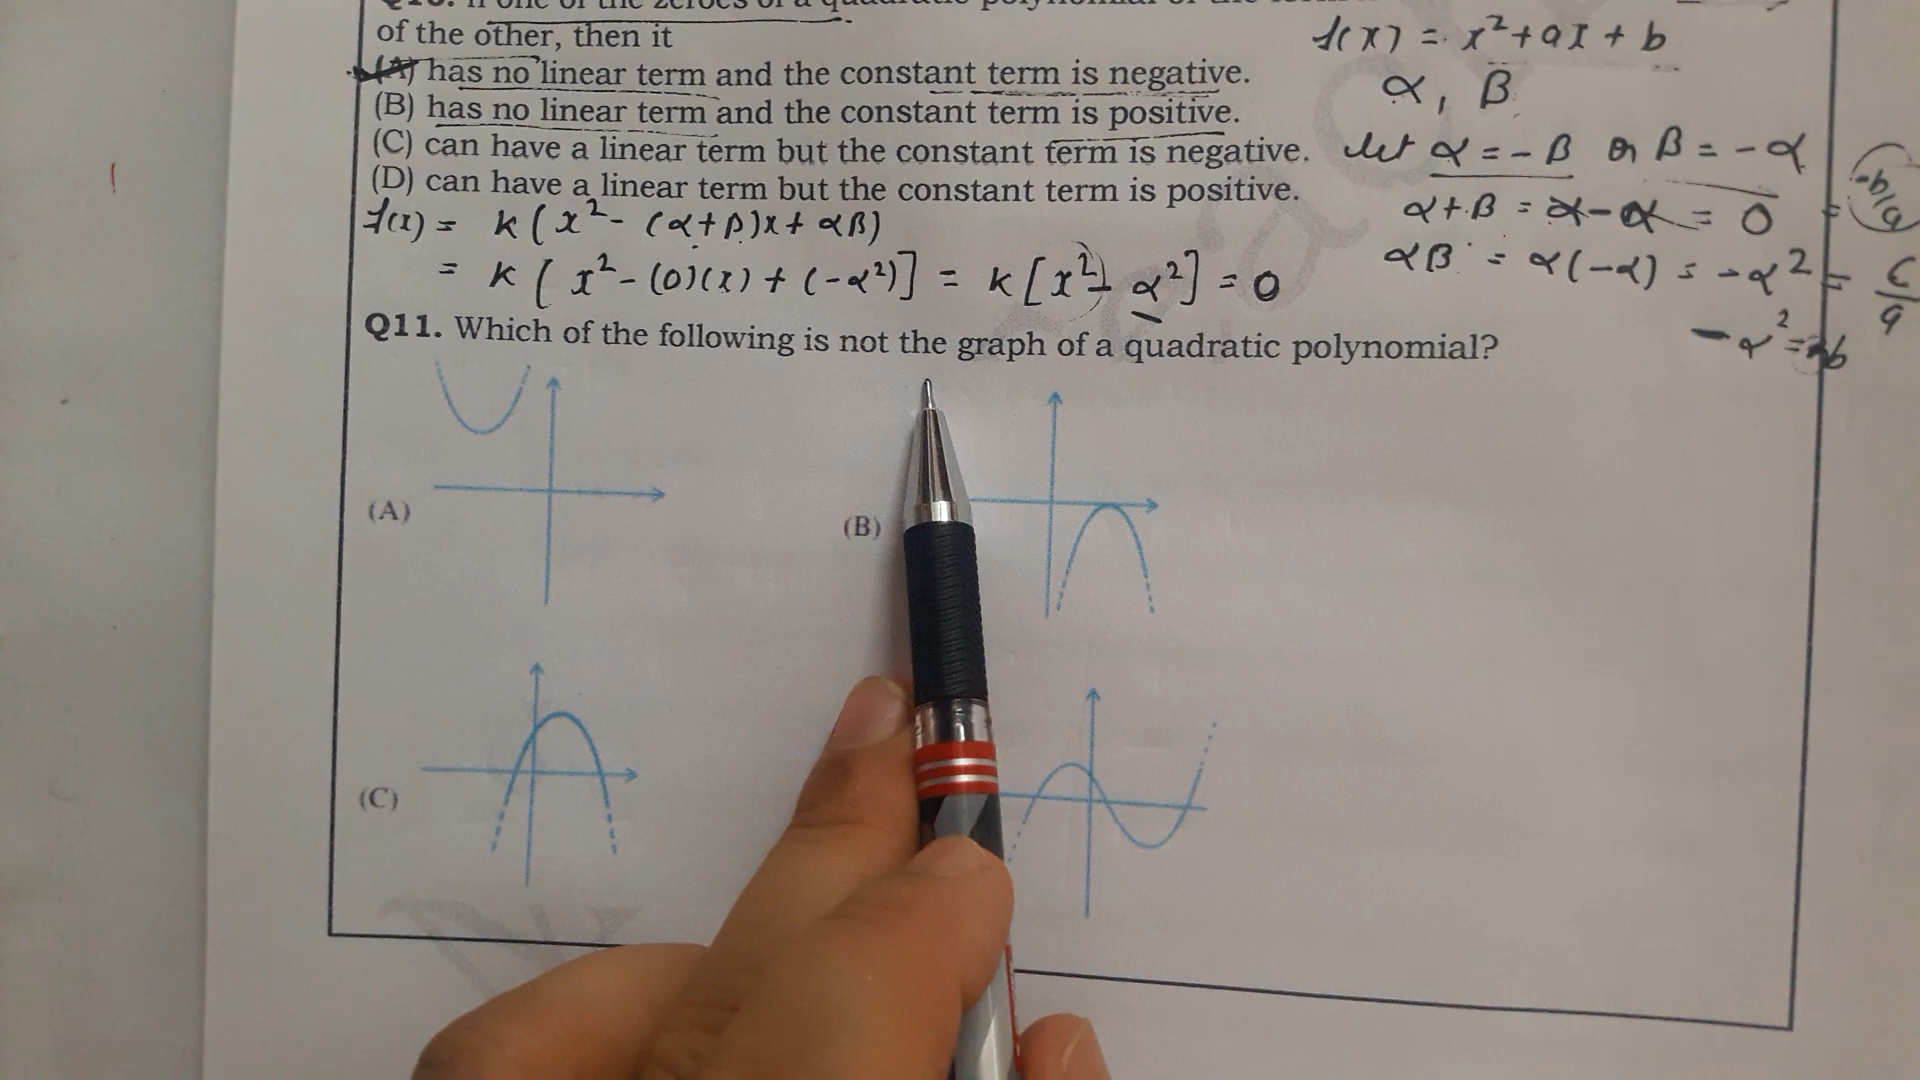 of the other, then it
f(x) = x²+ax + b
(A) has no linear term and the constant term is negative.
α, β
(B) has no linear term and the constant term is positive.
(C) can have a linear term but the constant term is negative.
let α = -β or β = -α
(D) can have a linear term but the constant term is positive.
α+β = α-α = 0 = -b/a
f(x) = k(x²- (α+β)x + αβ)
αβ = α(-α) = -α² = c/a
= k[x²-(0)(x) + (-α²)] = k[x²-α²] = 0
Q11. Which of the following is not the graph of a quadratic polynomial?
(A)
(B)
(C)